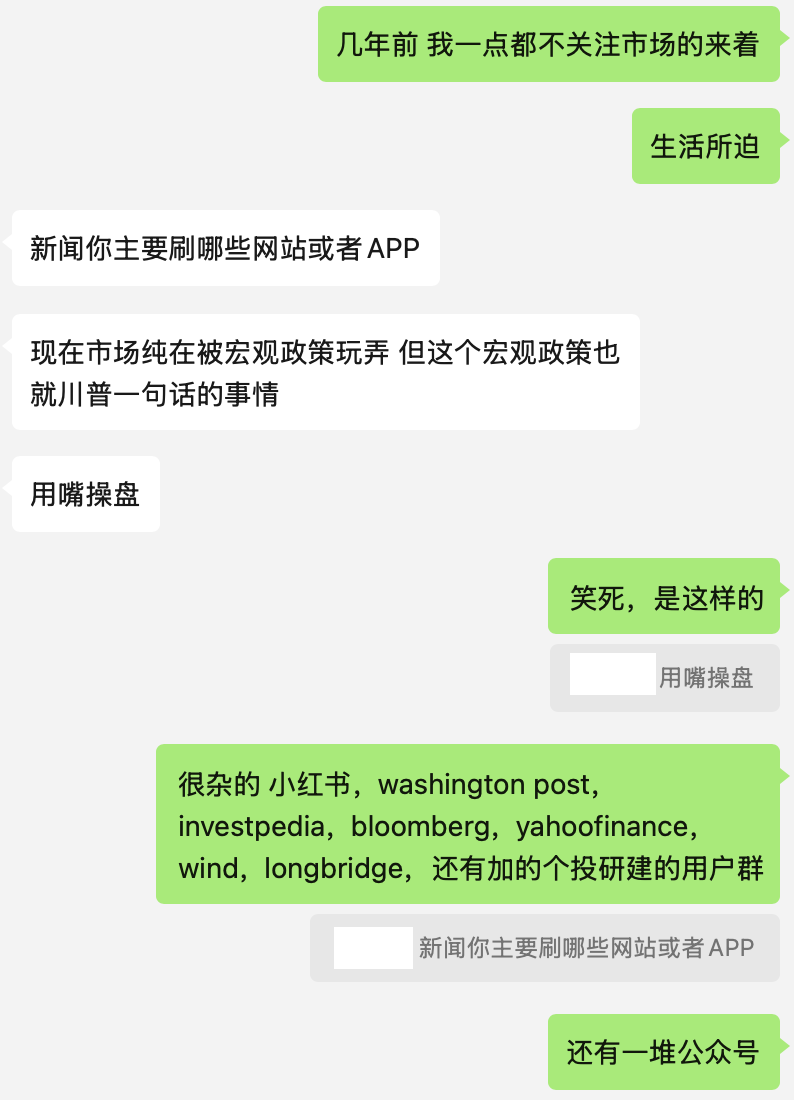 几年前 我一点都不关注市场的来着
生活所迫
新闻你主要刷哪些网站或者APP
现在市场纯在被宏观政策玩弄 但这个宏观政策也
就川普一句话的事情
用嘴操盘
笑死，是这样的
用嘴操盘
很杂的 小红书，washington post，
investpedia，bloomberg，yahoofinance，
wind，longbridge，还有加的个投研建的用户群
新闻你主要刷哪些网站或者APP
还有一堆公众号